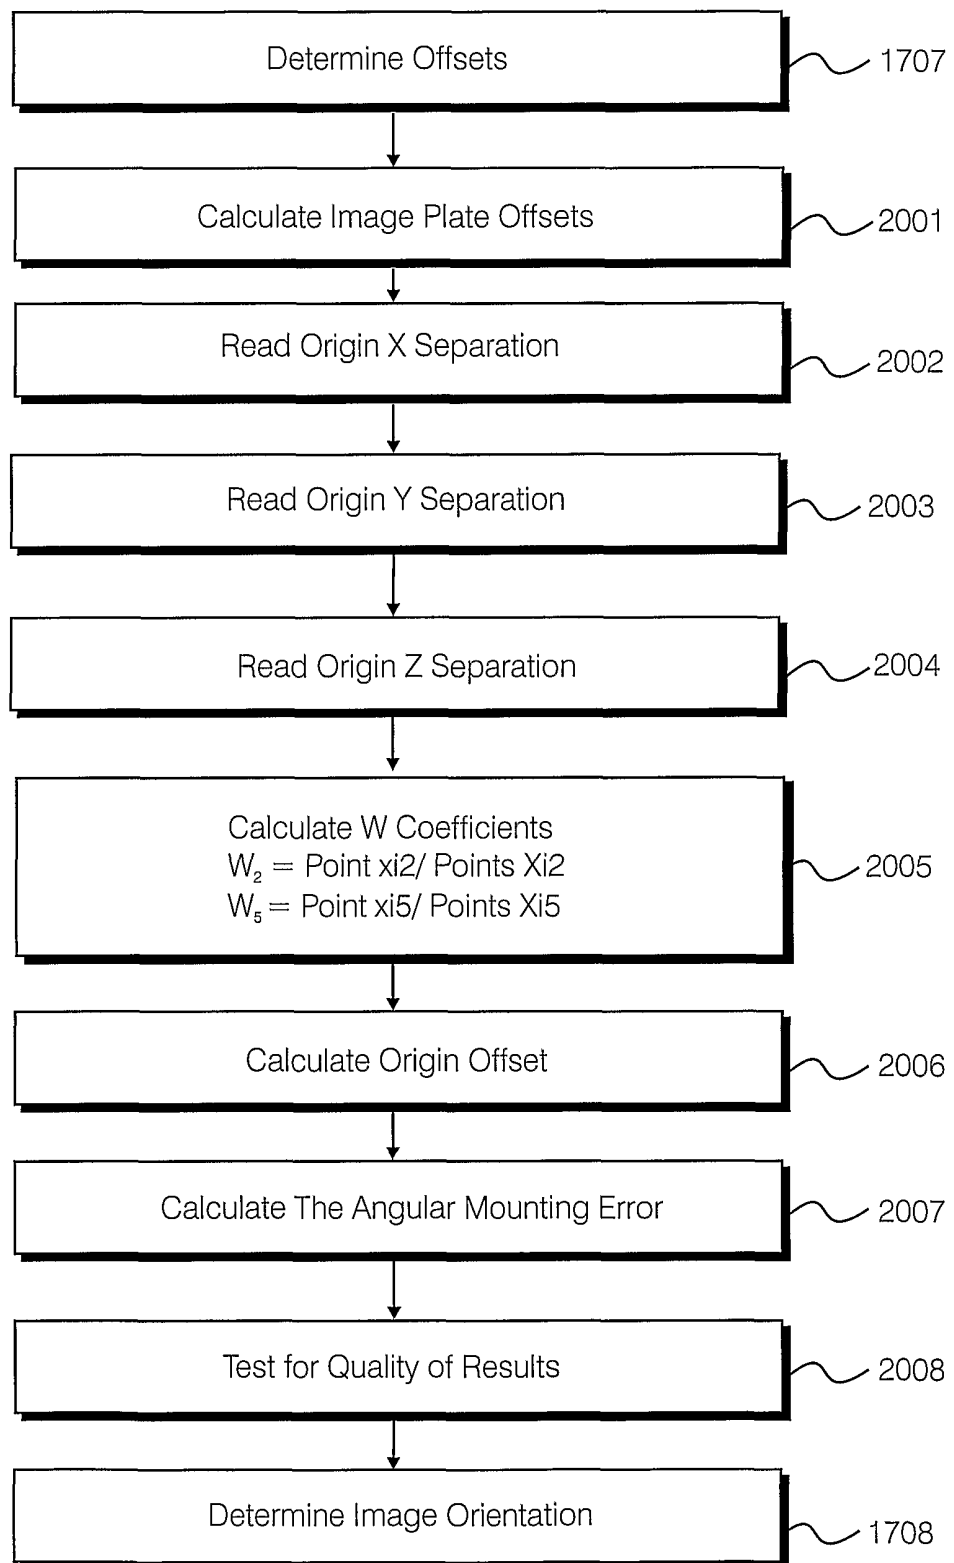 Determine Offsets
1707
Calculate Image Plate Offsets
2001
Read Origin X Separation
2002
Read Origin Y Separation
2003
Read Origin Z Separation
2004
Calculate W Coefficients
W₂ = Point xi2/ Points Xi2
W₅ = Point xi5/ Points Xi5
2005
Calculate Origin Offset
2006
Calculate The Angular Mounting Error
2007
Test for Quality of Results
2008
Determine Image Orientation
1708